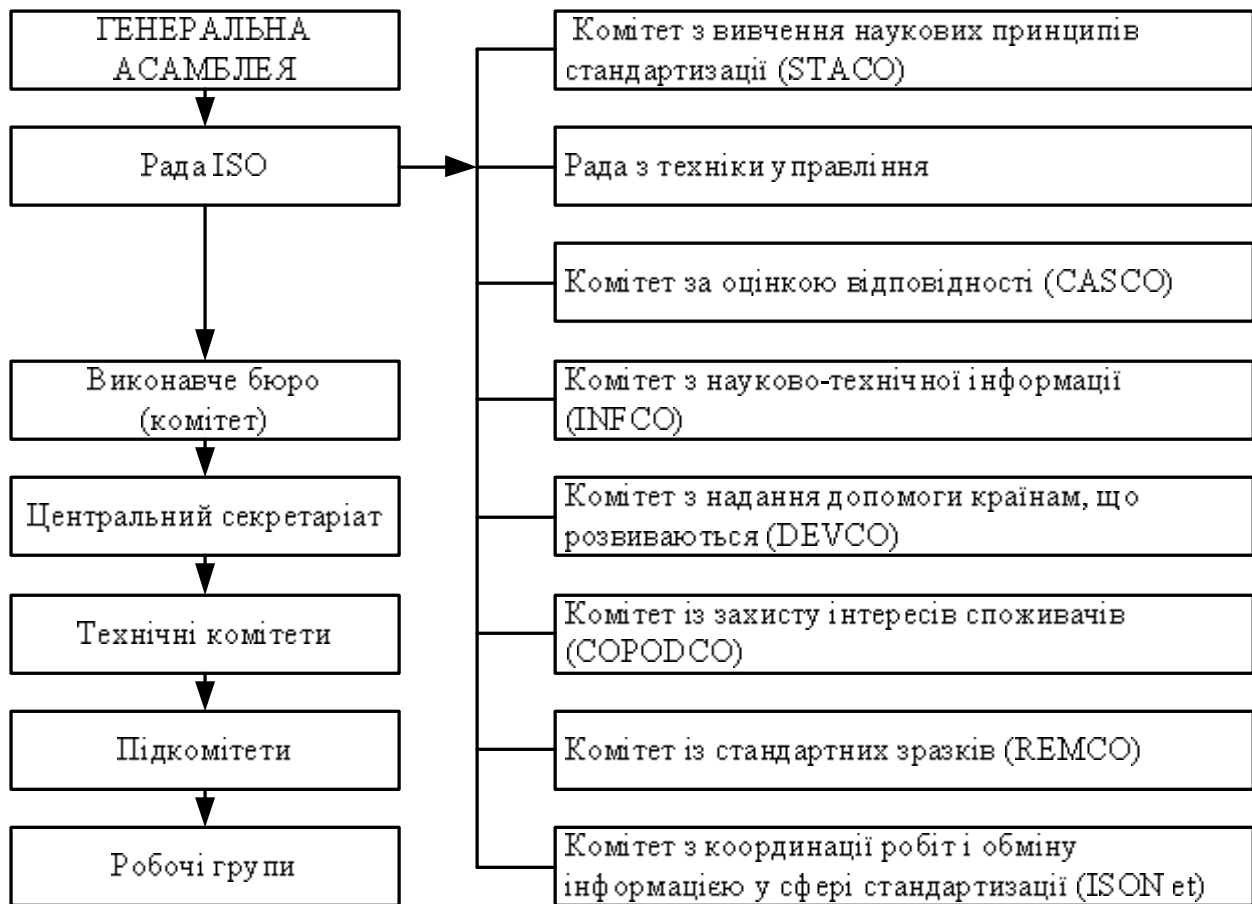 ГЕНЕРАЛЬНА
АСАМБЛЕЯ
Рада ISO
Виконавче бюро
(комітет)
Центральний секретаріат
Технічні комітети
Підкомітети
Робочі групи
Комітет з вивчення наукових принципів
стандартизації (STACO)
Рада з техніки управління
Комітет за оцінкою відповідності (CASCO)
Комітет з науково-технічної інформації
(INFCO)
Комітет з надання допомоги країнам, що
розвиваються (DEVCO)
Комітет із захисту інтересів споживачів
(COPODCO)
Комітет із стандартних зразків (REMCO)
Комітет з координації робіт і обміну
інформацією у сфері стандартизації (ISON et)